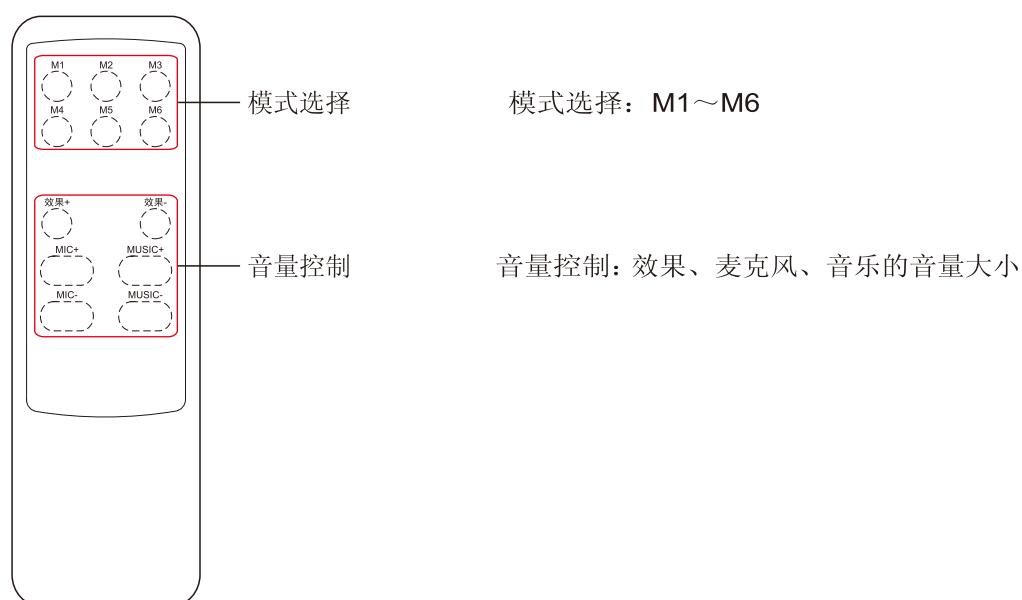 M1 M2 M3
M4 M5 M6
模式选择
模式选择：M1～M6
效果+ 效果-
MIC+ MUSIC+
MIC- MUSIC-
音量控制
音量控制：效果、麦克风、音乐的音量大小